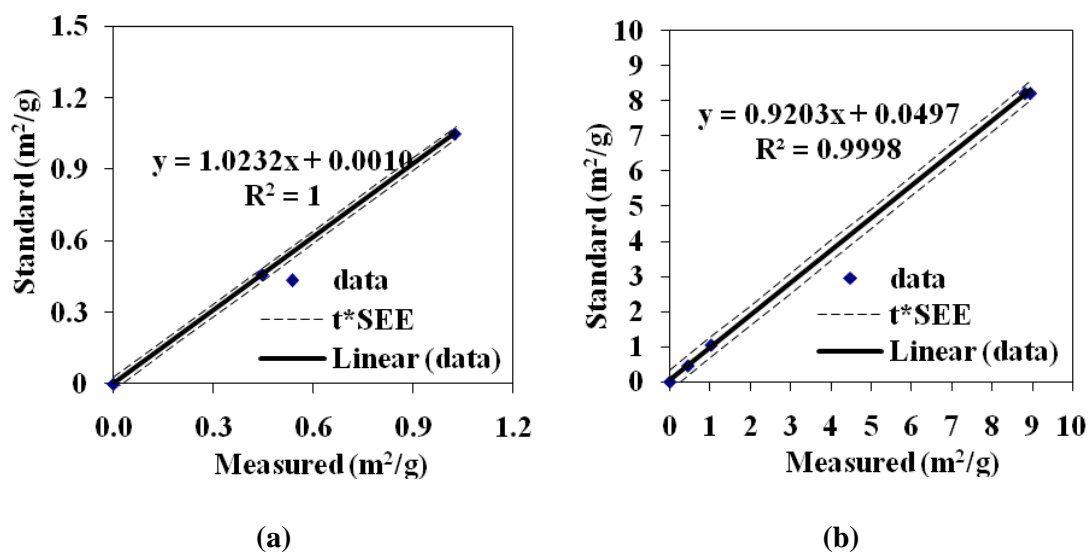 1.5
1.2
0.9
0.6
0.3
0
Standard (m²/g)
y = 1.0232x + 0.0010
R² = 1
data
t*SEE
Linear (data)
0.0 0.3 0.6 0.9 1.2
Measured (m²/g)
(a)
10
9
8
7
6
5
4
3
2
1
0
Standard (m²/g)
y = 0.9203x + 0.0497
R² = 0.9998
data
t*SEE
Linear (data)
0 1 2 3 4 5 6 7 8 9 10
Measured (m²/g)
(b)